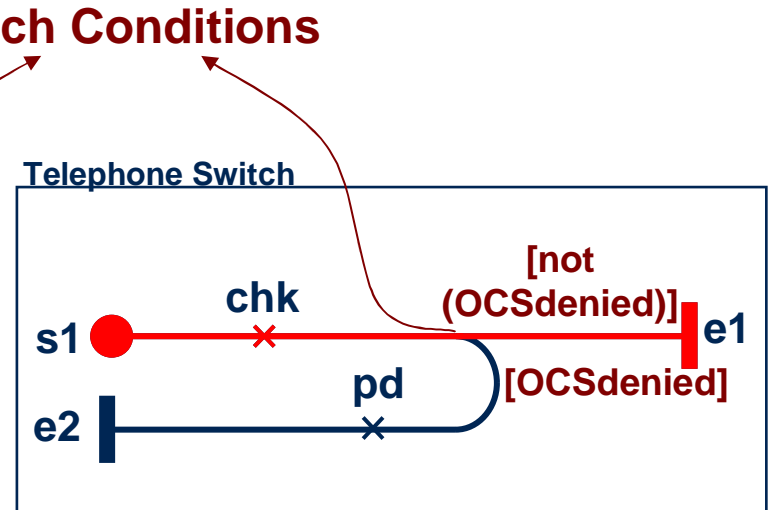 ch Conditions
Telephone Switch
[not
(OCSdenied)]
chk
s1
e1
pd
[OCSdenied]
e2